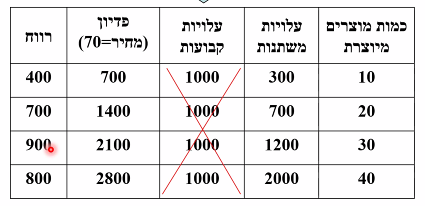 כמות מוצרים מיוצרת	עלויות משתנות	עלויות קבועות	פדיון (מחיר=70)	רווח
10	300	1000	700	400
20	700	1000	1400	700
30	1200	1000	2100	900
40	2000	1000	2800	800